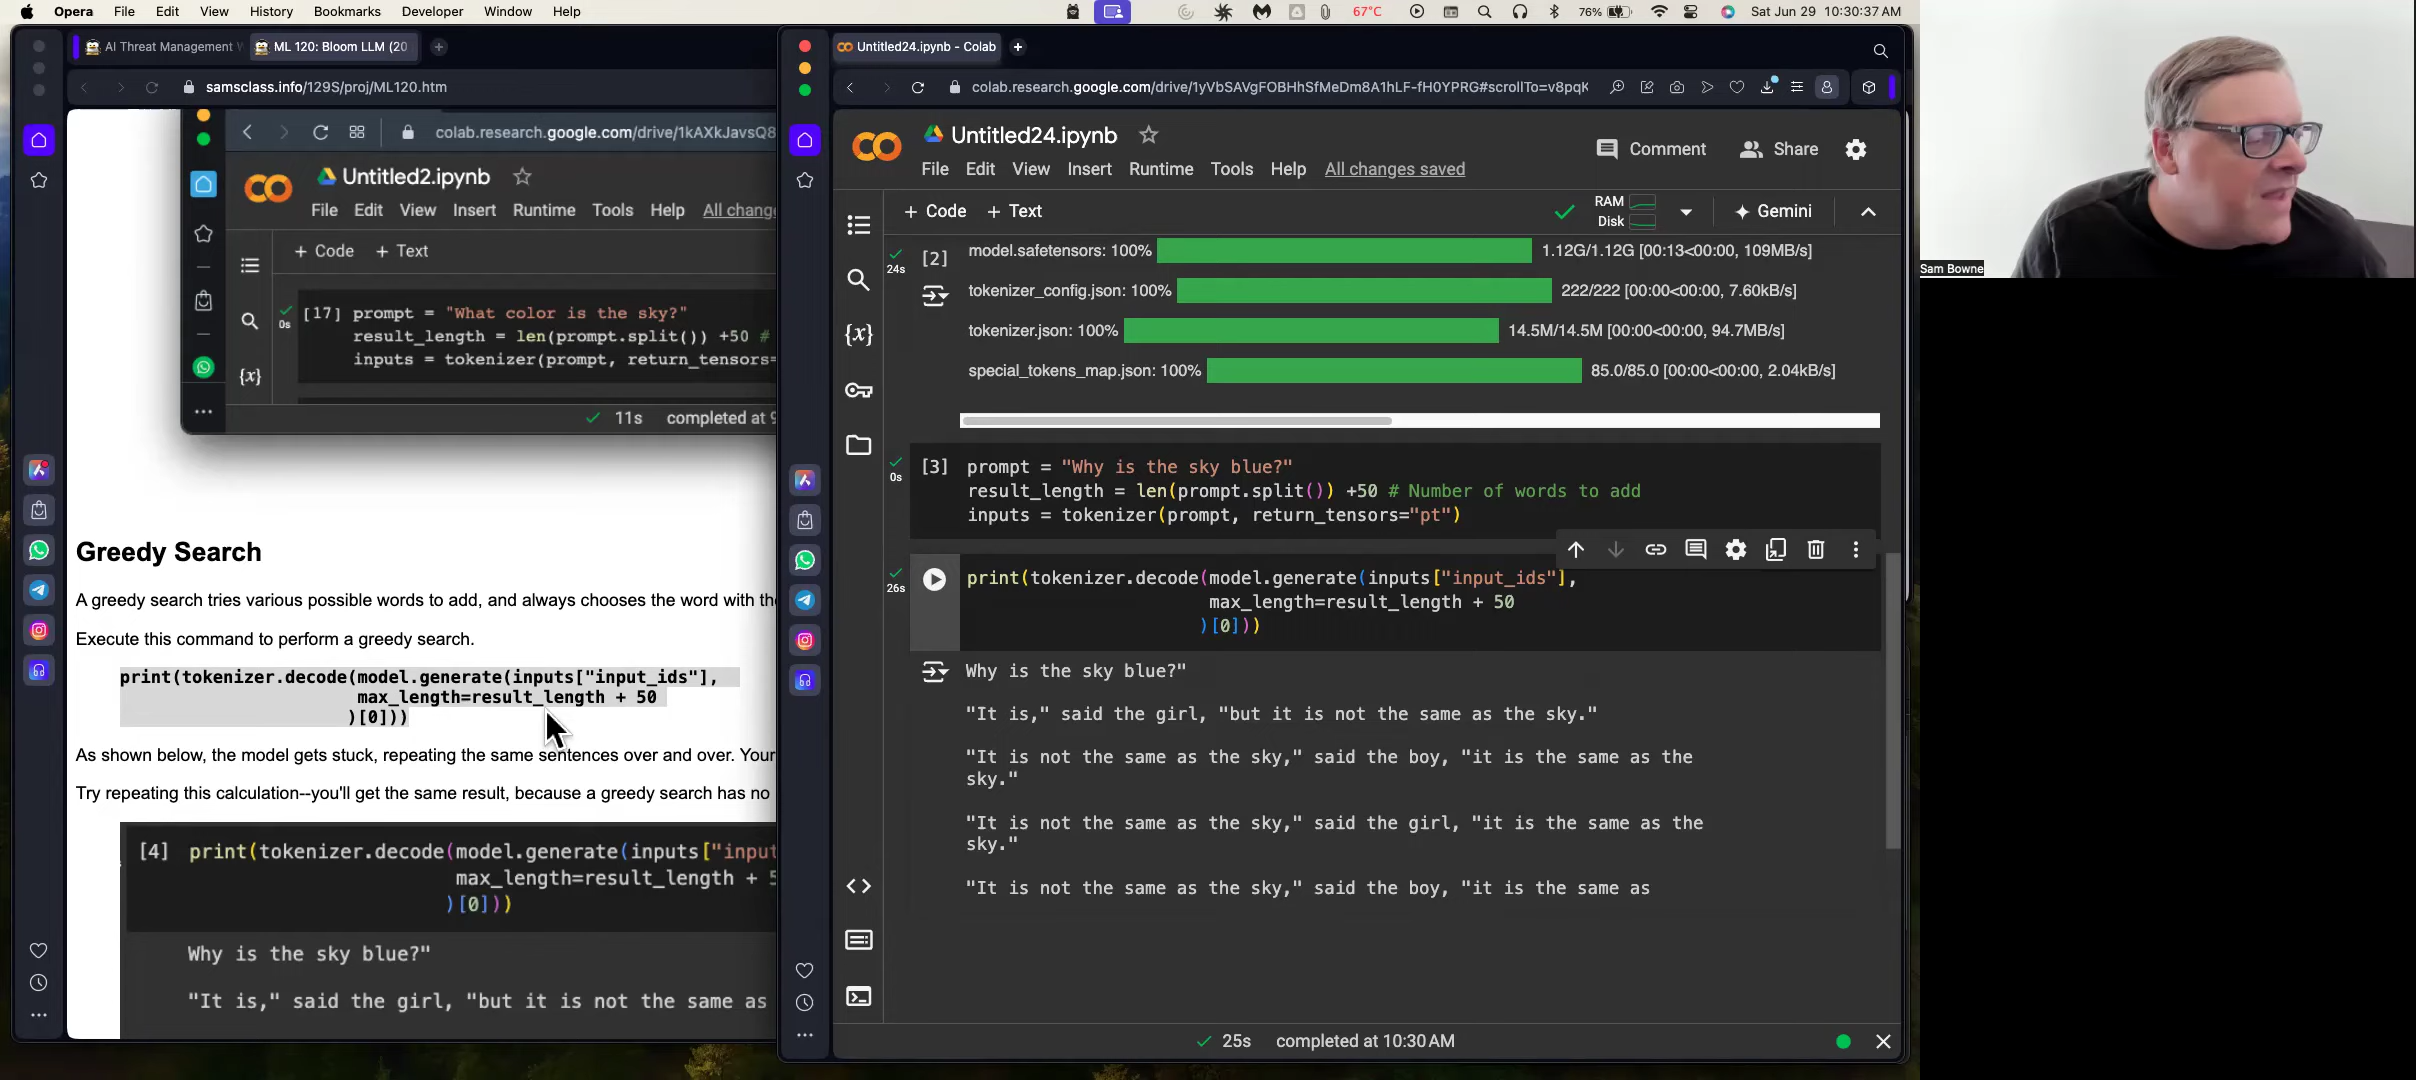 Opera File Edit View History Bookmarks Developer Window Help
67°C 76% Sat Jun 29 10:30:37 AM
AI Threat Management W
ML 120: Bloom LLM (20
samsclass.info/129S/proj/ML120.htm
colab.research.google.com/drive/1kAXkJavsQ8
Untitled2.ipynb
File Edit View Insert Runtime Tools Help All chang
+ Code + Text
[17] prompt = "What color is the sky?"
0s
result_length = len(prompt.split()) +50 #
inputs = tokenizer(prompt, return_tensors=
{x}
11s completed at 9
Greedy Search
A greedy search tries various possible words to add, and always chooses the word with the
Execute this command to perform a greedy search.
print(tokenizer.decode(model.generate(inputs["input_ids"],
max_length=result_length + 50
)[0]))
As shown below, the model gets stuck, repeating the same sentences over and over. Your
Try repeating this calculation--you'll get the same result, because a greedy search has no
[4] print(tokenizer.decode(model.generate(inputs["input
max_length=result_length + 5
)[0]))
Why is the sky blue?"
"It is," said the girl, "but it is not the same as
Untitled24.ipynb - Colab
colab.research.google.com/drive/1yVbSAVgFOBHhSfMeDm8A1hLF-fH0YPRG#scrollTo=v8pqK
Untitled24.ipynb
Comment Share
File Edit View Insert Runtime Tools Help All changes saved
+ Code + Text
RAM
Disk
Gemini
[2]
24s
model.safetensors: 100% 1.12G/1.12G [00:13<00:00, 109MB/s]
tokenizer_config.json: 100% 222/222 [00:00<00:00, 7.60kB/s]
tokenizer.json: 100% 14.5M/14.5M [00:00<00:00, 94.7MB/s]
{x}
special_tokens_map.json: 100% 85.0/85.0 [00:00<00:00, 2.04kB/s]
[3] prompt = "Why is the sky blue?"
0s
result_length = len(prompt.split()) +50 # Number of words to add
inputs = tokenizer(prompt, return_tensors="pt")
print(tokenizer.decode(model.generate(inputs["input_ids"],
26s
max_length=result_length + 50
)[0]))
Why is the sky blue?"
"It is," said the girl, "but it is not the same as the sky."
"It is not the same as the sky," said the boy, "it is the same as the
sky."
"It is not the same as the sky," said the girl, "it is the same as the
sky."
"It is not the same as the sky," said the boy, "it is the same as
25s completed at 10:30 AM
Sam Bowne